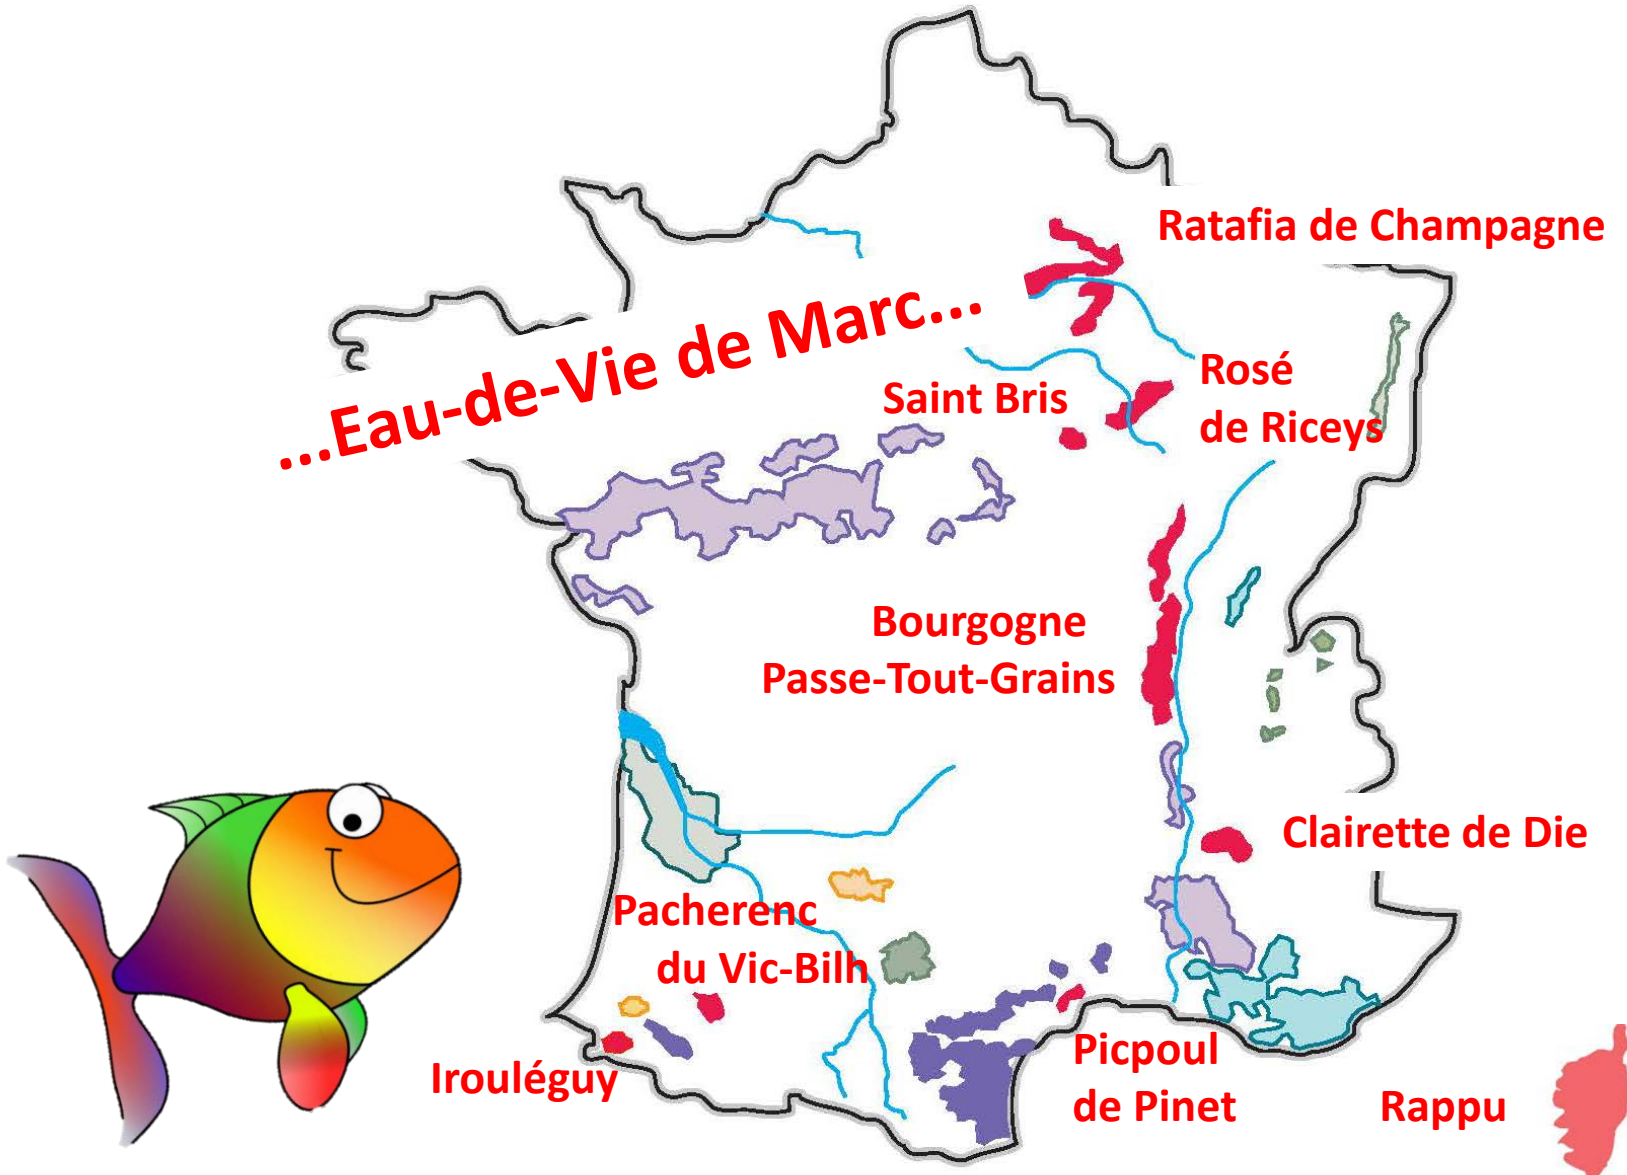 Ratafia de Champagne
...Eau-de-Vie de Marc...
Rosé
de Riceys
Saint Bris
Bourgogne
Passe-Tout-Grains
Clairette de Die
Pacherenc
du Vic-Bilh
Irouléguy
Picpoul
de Pinet
Rappu